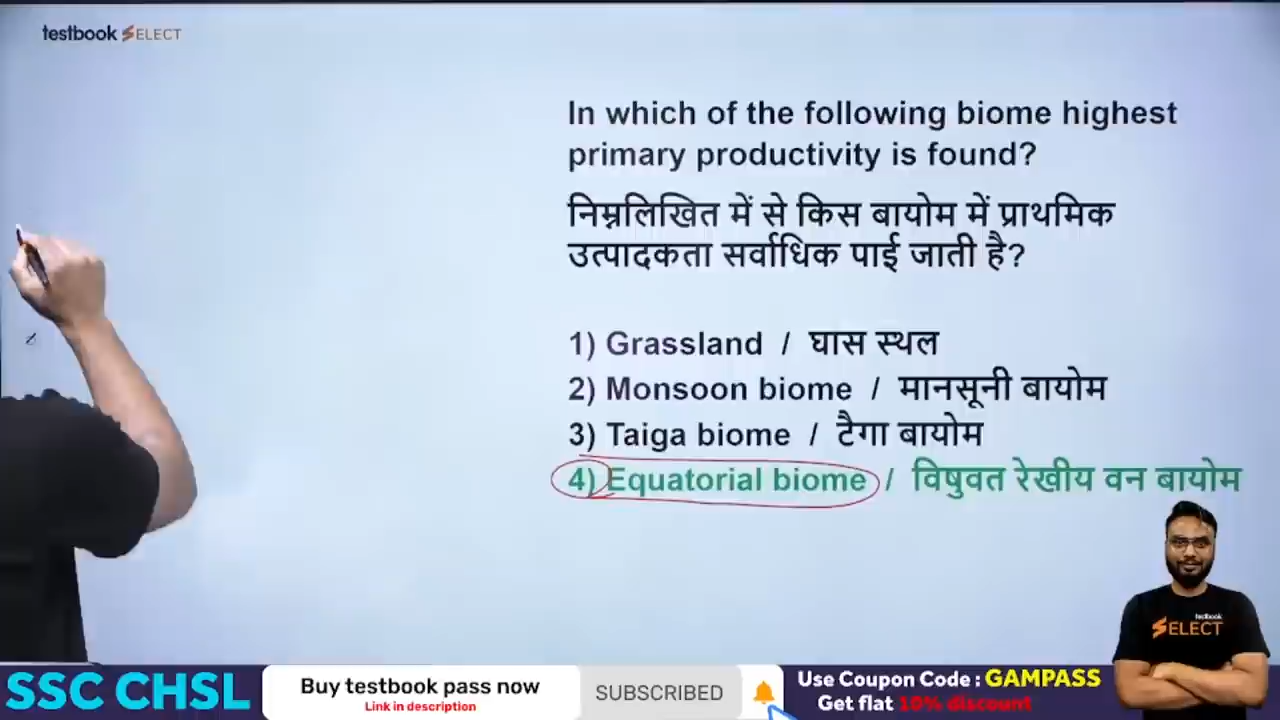 testbook SELECT
In which of the following biome highest
primary productivity is found?
निम्नलिखित में से किस बायोम में प्राथमिक
उत्पादकता सर्वाधिक पाई जाती है?
1) Grassland / घास स्थल
2) Monsoon biome / मानसूनी बायोम
3) Taiga biome / टैगा बायोम
4) Equatorial biome / विषुवत रेखीय वन बायोम
testbook
SELECT
SSC CHSL
Buy testbook pass now
Link in description
SUBSCRIBED
Use Coupon Code : GAMPASS
Get flat 10% discount